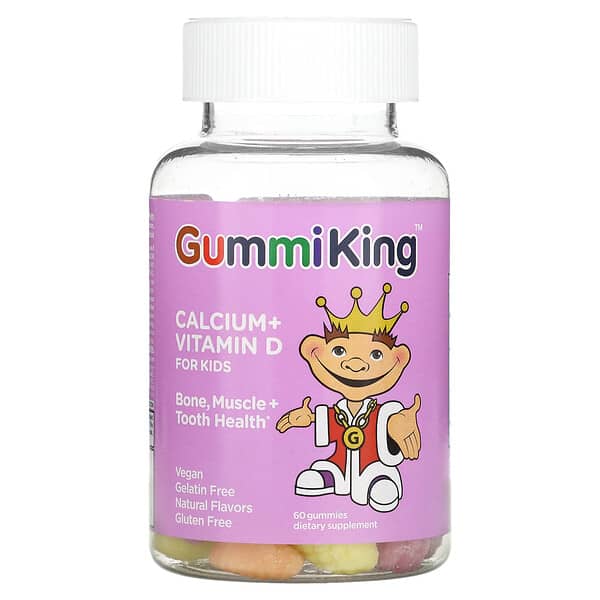 GummiKing™
CALCIUM+
VITAMIN D
FOR KIDS
Bone, Muscle +
Tooth Health*
Vegan
Gelatin Free
Natural Flavors
Gluten Free
G
60 gummies
dietary supplement